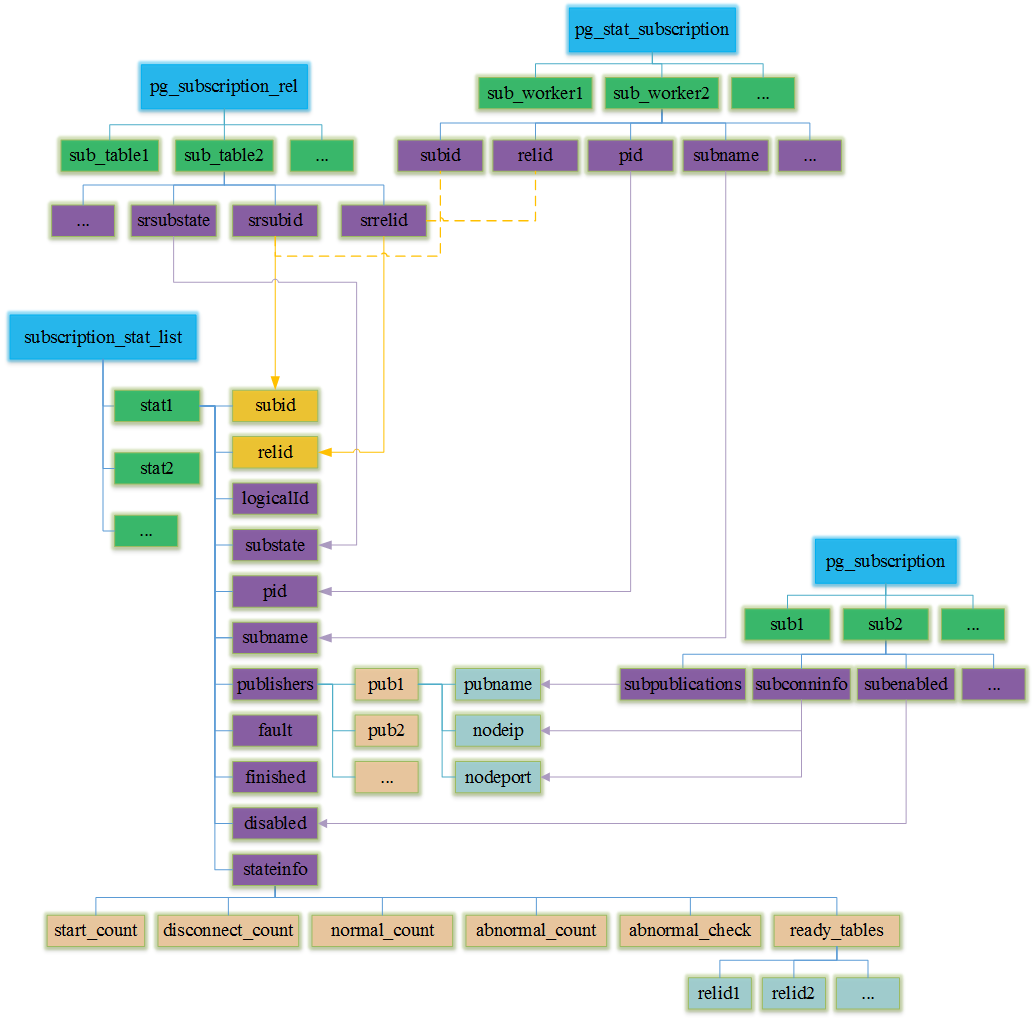 pg_stat_subscription
pg_subscription_rel
sub_worker1 sub_worker2 ...
sub_table1 sub_table2 ...
subid relid pid subname ...
... srsubstate srsubid srrelid
subscription_stat_list
stat1 subid
relid
stat2
logicalId
...
substate
pg_subscription
pid
sub1 sub2 ...
subname
publishers pub1 pubname subpublications subconninfo subenabled ...
fault pub2 nodeip
finished ... nodeport
disabled
stateinfo
start_count disconnect_count normal_count abnormal_count abnormal_check ready_tables
relid1 relid2 ...